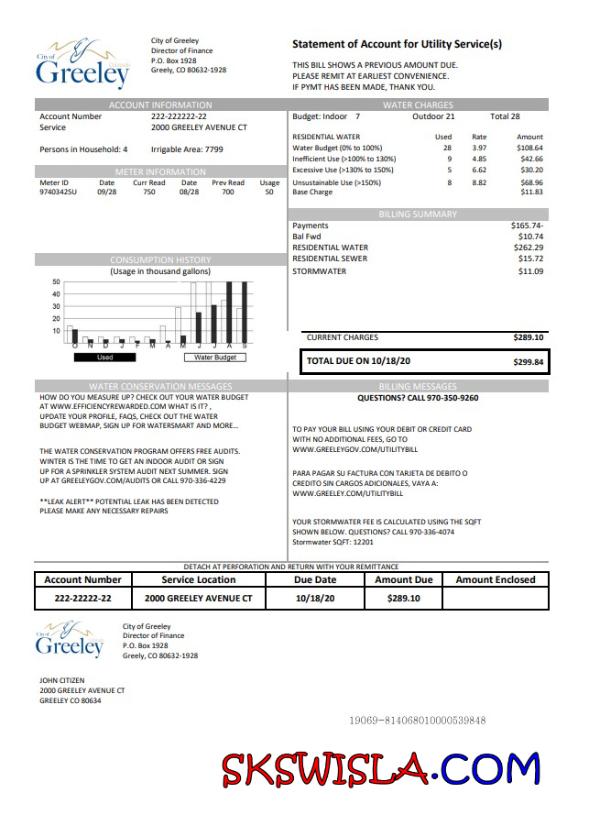 City of
Greeley
City of Greeley
Director of Finance
P.O. Box 1928
Greely, CO 80632-1928
Statement of Account for Utility Service(s)
THIS BILL SHOWS A PREVIOUS AMOUNT DUE.
PLEASE REMIT AT EARLIEST CONVENIENCE.
IF PYMT HAS BEEN MADE, THANK YOU.
ACCOUNT INFORMATION
Account Number 222-222222-22
Service 2000 GREELEY AVENUE CT
Persons in Household: 4 Irrigable Area: 7799
METER INFORMATION
Meter ID Date Curr Read Date Prev Read Usage
97403425U 09/28 750 08/28 700 50
CONSUMPTION HISTORY
(Usage in thousand gallons)
50
40
30
20
10
O N D J F M A M J J A S
Used Water Budget
WATER CHARGES
Budget: Indoor 7 Outdoor 21 Total 28
RESIDENTIAL WATER Used Rate Amount
Water Budget (0% to 100%) 28 3.97 $108.64
Inefficient Use (>100% to 130%) 9 4.85 $42.66
Excessive Use (>130% to 150%) 5 6.62 $30.20
Unsustainable Use (>150%) 8 8.82 $68.96
Base Charge $11.83
BILLING SUMMARY
Payments $165.74-
Bal Fwd $10.74
RESIDENTIAL WATER $262.29
RESIDENTIAL SEWER $15.72
STORMWATER $11.09
CURRENT CHARGES $289.10
TOTAL DUE ON 10/18/20 $299.84
WATER CONSERVATION MESSAGES
HOW DO YOU MEASURE UP? CHECK OUT YOUR WATER BUDGET
AT WWW.EFFICIENCYREWARDED.COM WHAT IS IT? ,
UPDATE YOUR PROFILE, FAQS, CHECK OUT THE WATER
BUDGET WEBMAP, SIGN UP FOR WATERSMART AND MORE...
THE WATER CONSERVATION PROGRAM OFFERS FREE AUDITS.
WINTER IS THE TIME TO GET AN INDOOR AUDIT OR SIGN
UP FOR A SPRINKLER SYSTEM AUDIT NEXT SUMMER. SIGN
UP AT GREELEYGOV.COM/AUDITS OR CALL 970-336-4229
**LEAK ALERT** POTENTIAL LEAK HAS BEEN DETECTED
PLEASE MAKE ANY NECESSARY REPAIRS
BILLING MESSAGES
QUESTIONS? CALL 970-350-9260
TO PAY YOUR BILL USING YOUR DEBIT OR CREDIT CARD
WITH NO ADDITIONAL FEES, GO TO
WWW.GREELEYGOV.COM/UTILITYBILL
PARA PAGAR SU FACTURA CON TARJETA DE DEBITO O
CREDITO SIN CARGOS ADICIONALES, VAYA A:
WWW.GREELEY.COM/UTILITYBILL
YOUR STORMWATER FEE IS CALCULATED USING THE SQFT
SHOWN BELOW. QUESTIONS? CALL 970-336-4074
Stormwater SQFT: 12201
DETACH AT PERFORATION AND RETURN WITH YOUR REMITTANCE
Account Number Service Location Due Date Amount Due Amount Enclosed
222-22222-22 2000 GREELEY AVENUE CT 10/18/20 $289.10
City of
Greeley
City of Greeley
Director of Finance
P.O. Box 1928
Greely, CO 80632-1928
JOHN CITIZEN
2000 GREELEY AVENUE CT
GREELEY CO 80634
19069-814068010000539848
SKSWISLA.COM